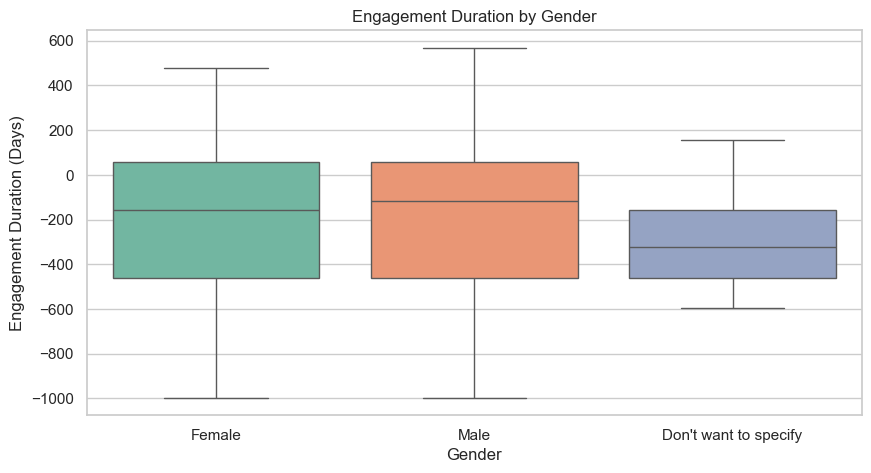 Engagement Duration by Gender
Engagement Duration (Days)
600
400
200
0
−200
−400
−600
−800
−1000
Female
Male
Don't want to specify
Gender